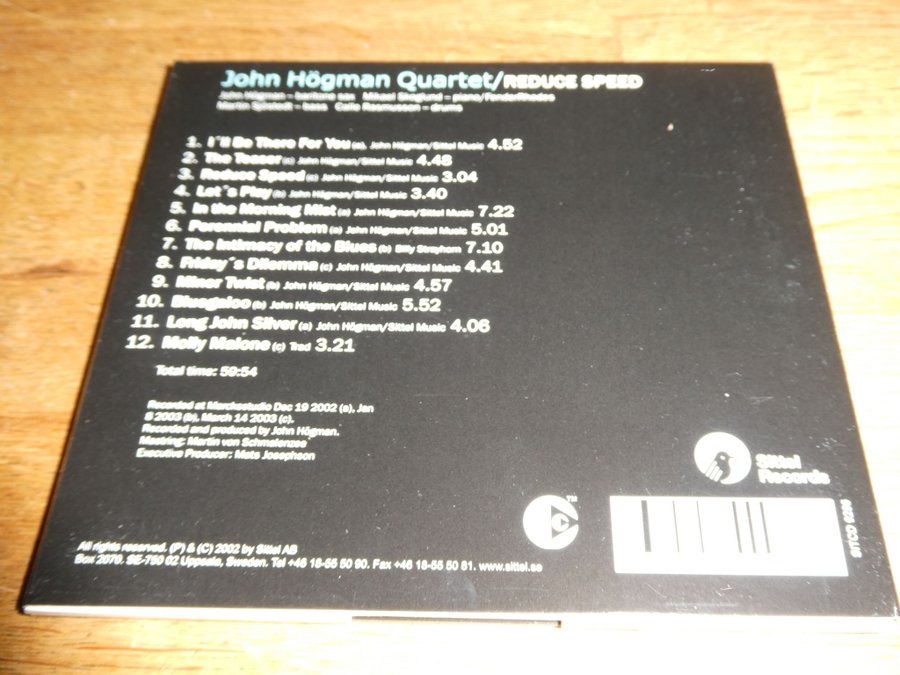 John Högman Quartet/REDUCE SPEED
John Högman – baritone sax Mikael Skoglund – piano/FenderRhodes
Martin Sjöstedt – bass Calle Rasmusson – drums
1. I´ll Be There For You (a) John Högman/Sittel Music 4.52
2. The Teaser (c) John Högman/Sittel Music 4.48
3. Reduce Speed (c) John Högman/Sittel Music 3.04
4. Let´s Play (b) John Högman/Sittel Music 3.40
5. In the Morning Mist (a) John Högman/Sittel Music 7.22
6. Perennial Problem (a) John Högman/Sittel Music 5.01
7. The Intimacy of the Blues (b) Billy Strayhorn 7.10
8. Friday´s Dilemma (c) John Högman/Sittel Music 4.41
9. Minor Twist (b) John Högman/Sittel Music 4.57
10. Bluegaloo (b) John Högman/Sittel Music 5.52
11. Long John Silver (a) John Högman/Sittel Music 4.06
12. Molly Malone (c) Trad 3.21
Total time: 59:54
Recorded at Marckostudio Dec 19 2002 (a), Jan
8 2003 (b), March 14 2003 (c).
Recorded and produced by John Högman.
Mastring: Martin von Schmalensee
Executive Producer: Mats Josephson
Sittel
Records
C ™
SITCD 9286
All rights reserved. (P) & (C) 2002 by Sittel AB
Box 2070. SE-750 02 Uppsala, Sweden. Tel +46 18-55 50 90. Fax +46 18-55 50 81. www.sittel.se